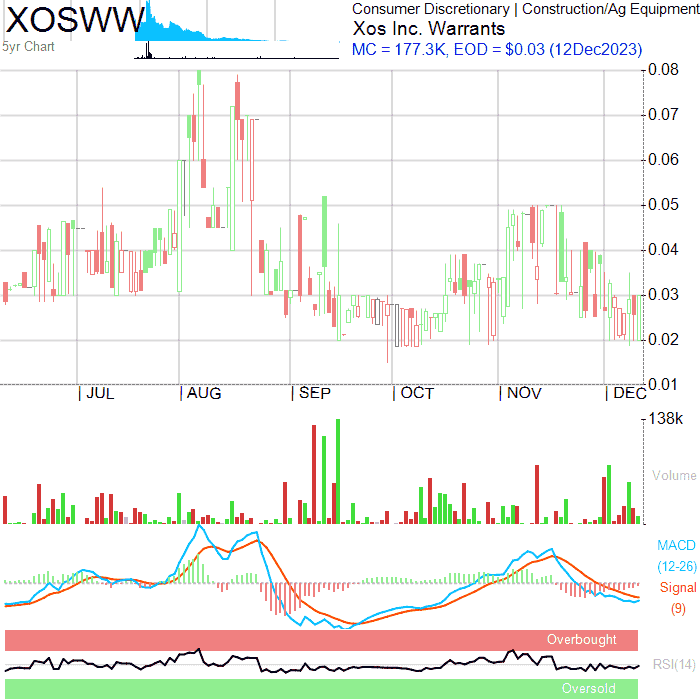 XOSWW
5yr Chart
Consumer Discretionary | Construction/Ag Equipment
Xos Inc. Warrants
MC = 177.3K, EOD = $0.03 (12Dec2023)
0.08
0.07
0.06
0.05
0.04
0.03
0.02
0.01
| JUL | AUG | SEP | OCT | NOV | DEC
138k
Volume
MACD
(12-26)
Signal
(9)
Overbought
RSI(14)
Oversold